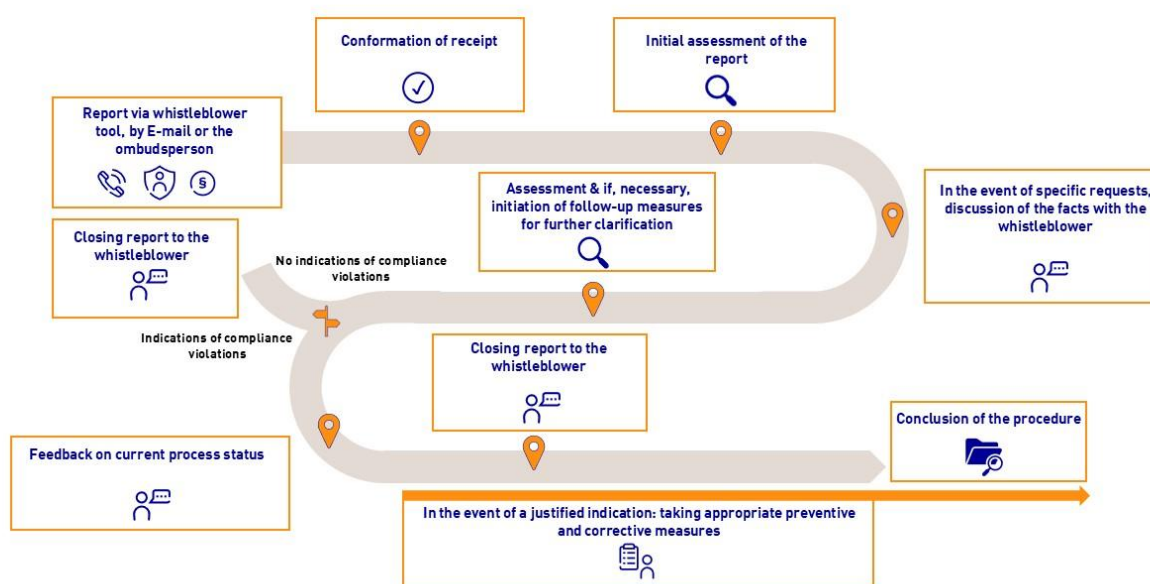 Conformation of receipt
Initial assessment of the
report
Report via whistleblower
tool, by E-mail or the
ombudsperson
§
Assessment & if, necessary,
initiation of follow-up measures
for further clarification
In the event of specific requests,
discussion of the facts with the
whistleblower
Closing report to the
whistleblower
No indications of compliance
violations
Indications of compliance
violations
Closing report to the
whistleblower
Conclusion of the procedure
Feedback on current process status
In the event of a justified indication: taking appropriate preventive
and corrective measures